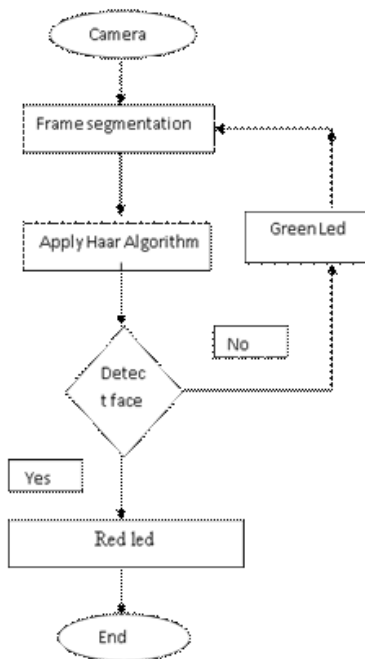 Camera
Frame segmentation
Apply Haar Algorithm
Green Led
No
Detec
t face
Yes
Red led
End